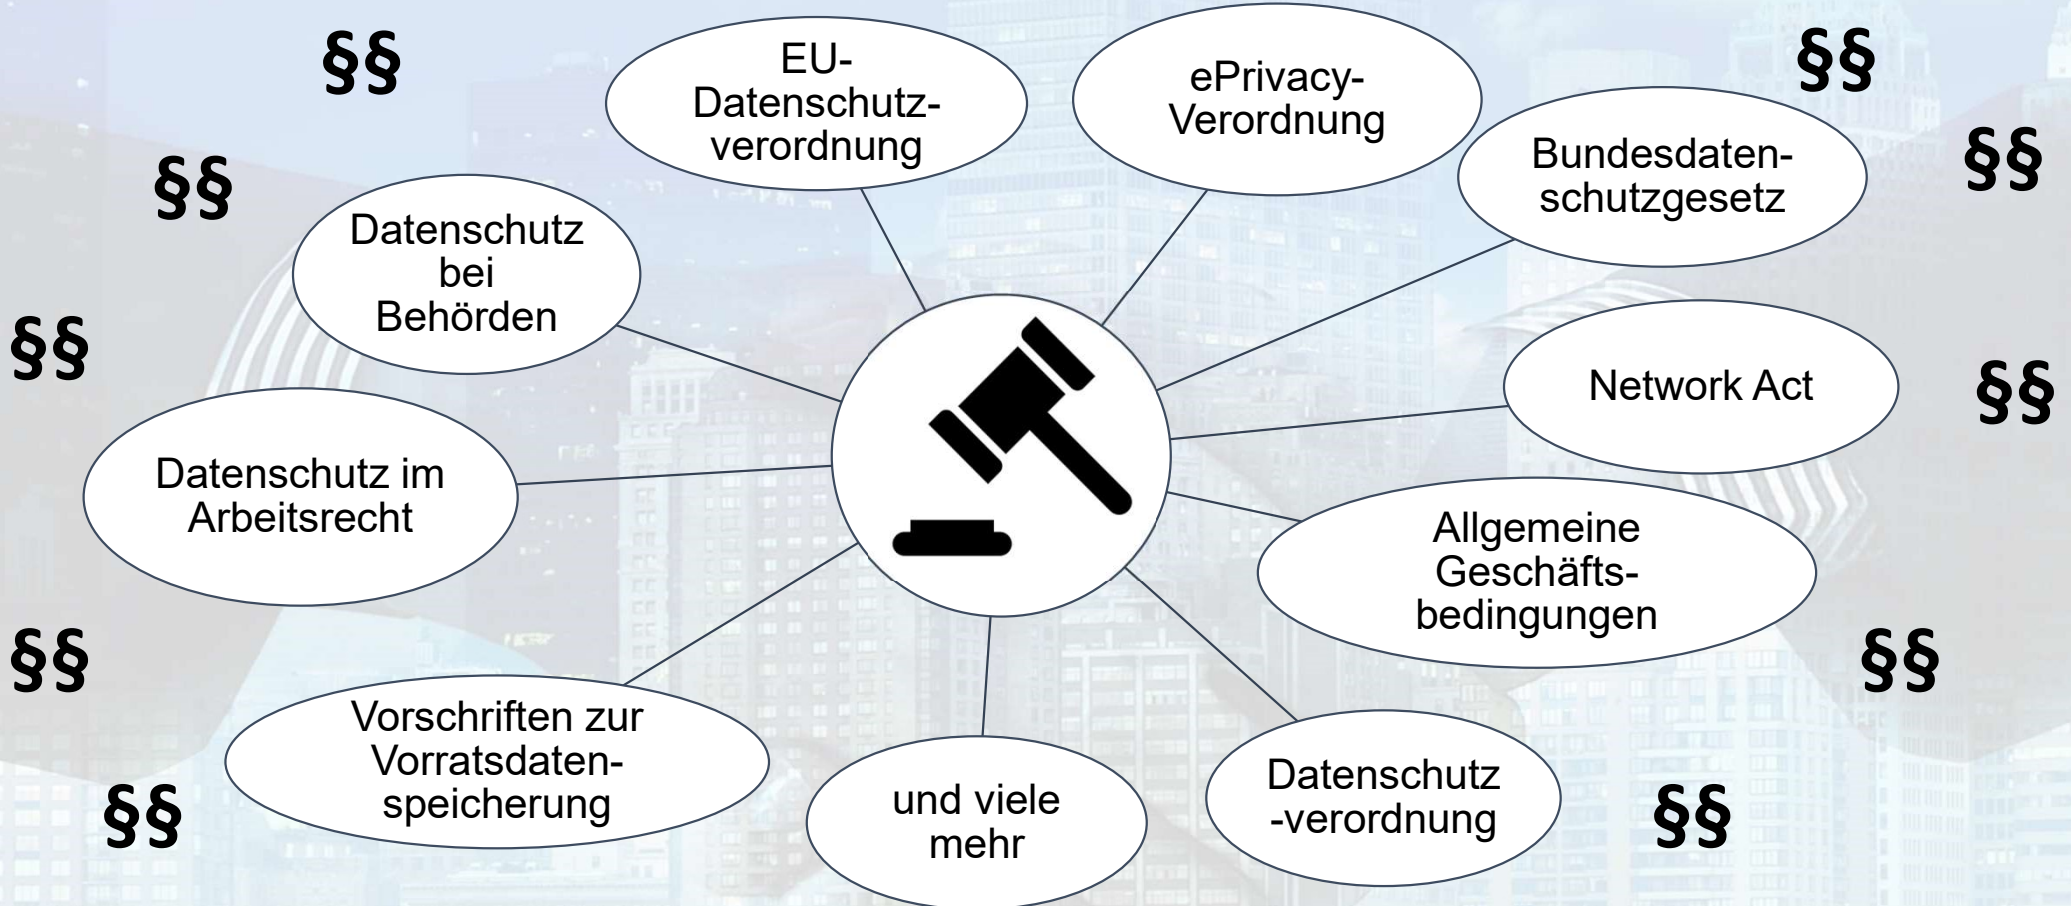 §§
EU-
Datenschutz-
verordnung
ePrivacy-
Verordnung
§§
Bundesdaten-
schutzgesetz
§§
§§
Datenschutz
bei
Behörden
§§
Network Act
§§
Datenschutz im
Arbeitsrecht
Allgemeine
Geschäfts-
bedingungen
§§
§§
Vorschriften zur
Vorratsdaten-
speicherung
§§
und viele
mehr
Datenschutz
-verordnung
§§